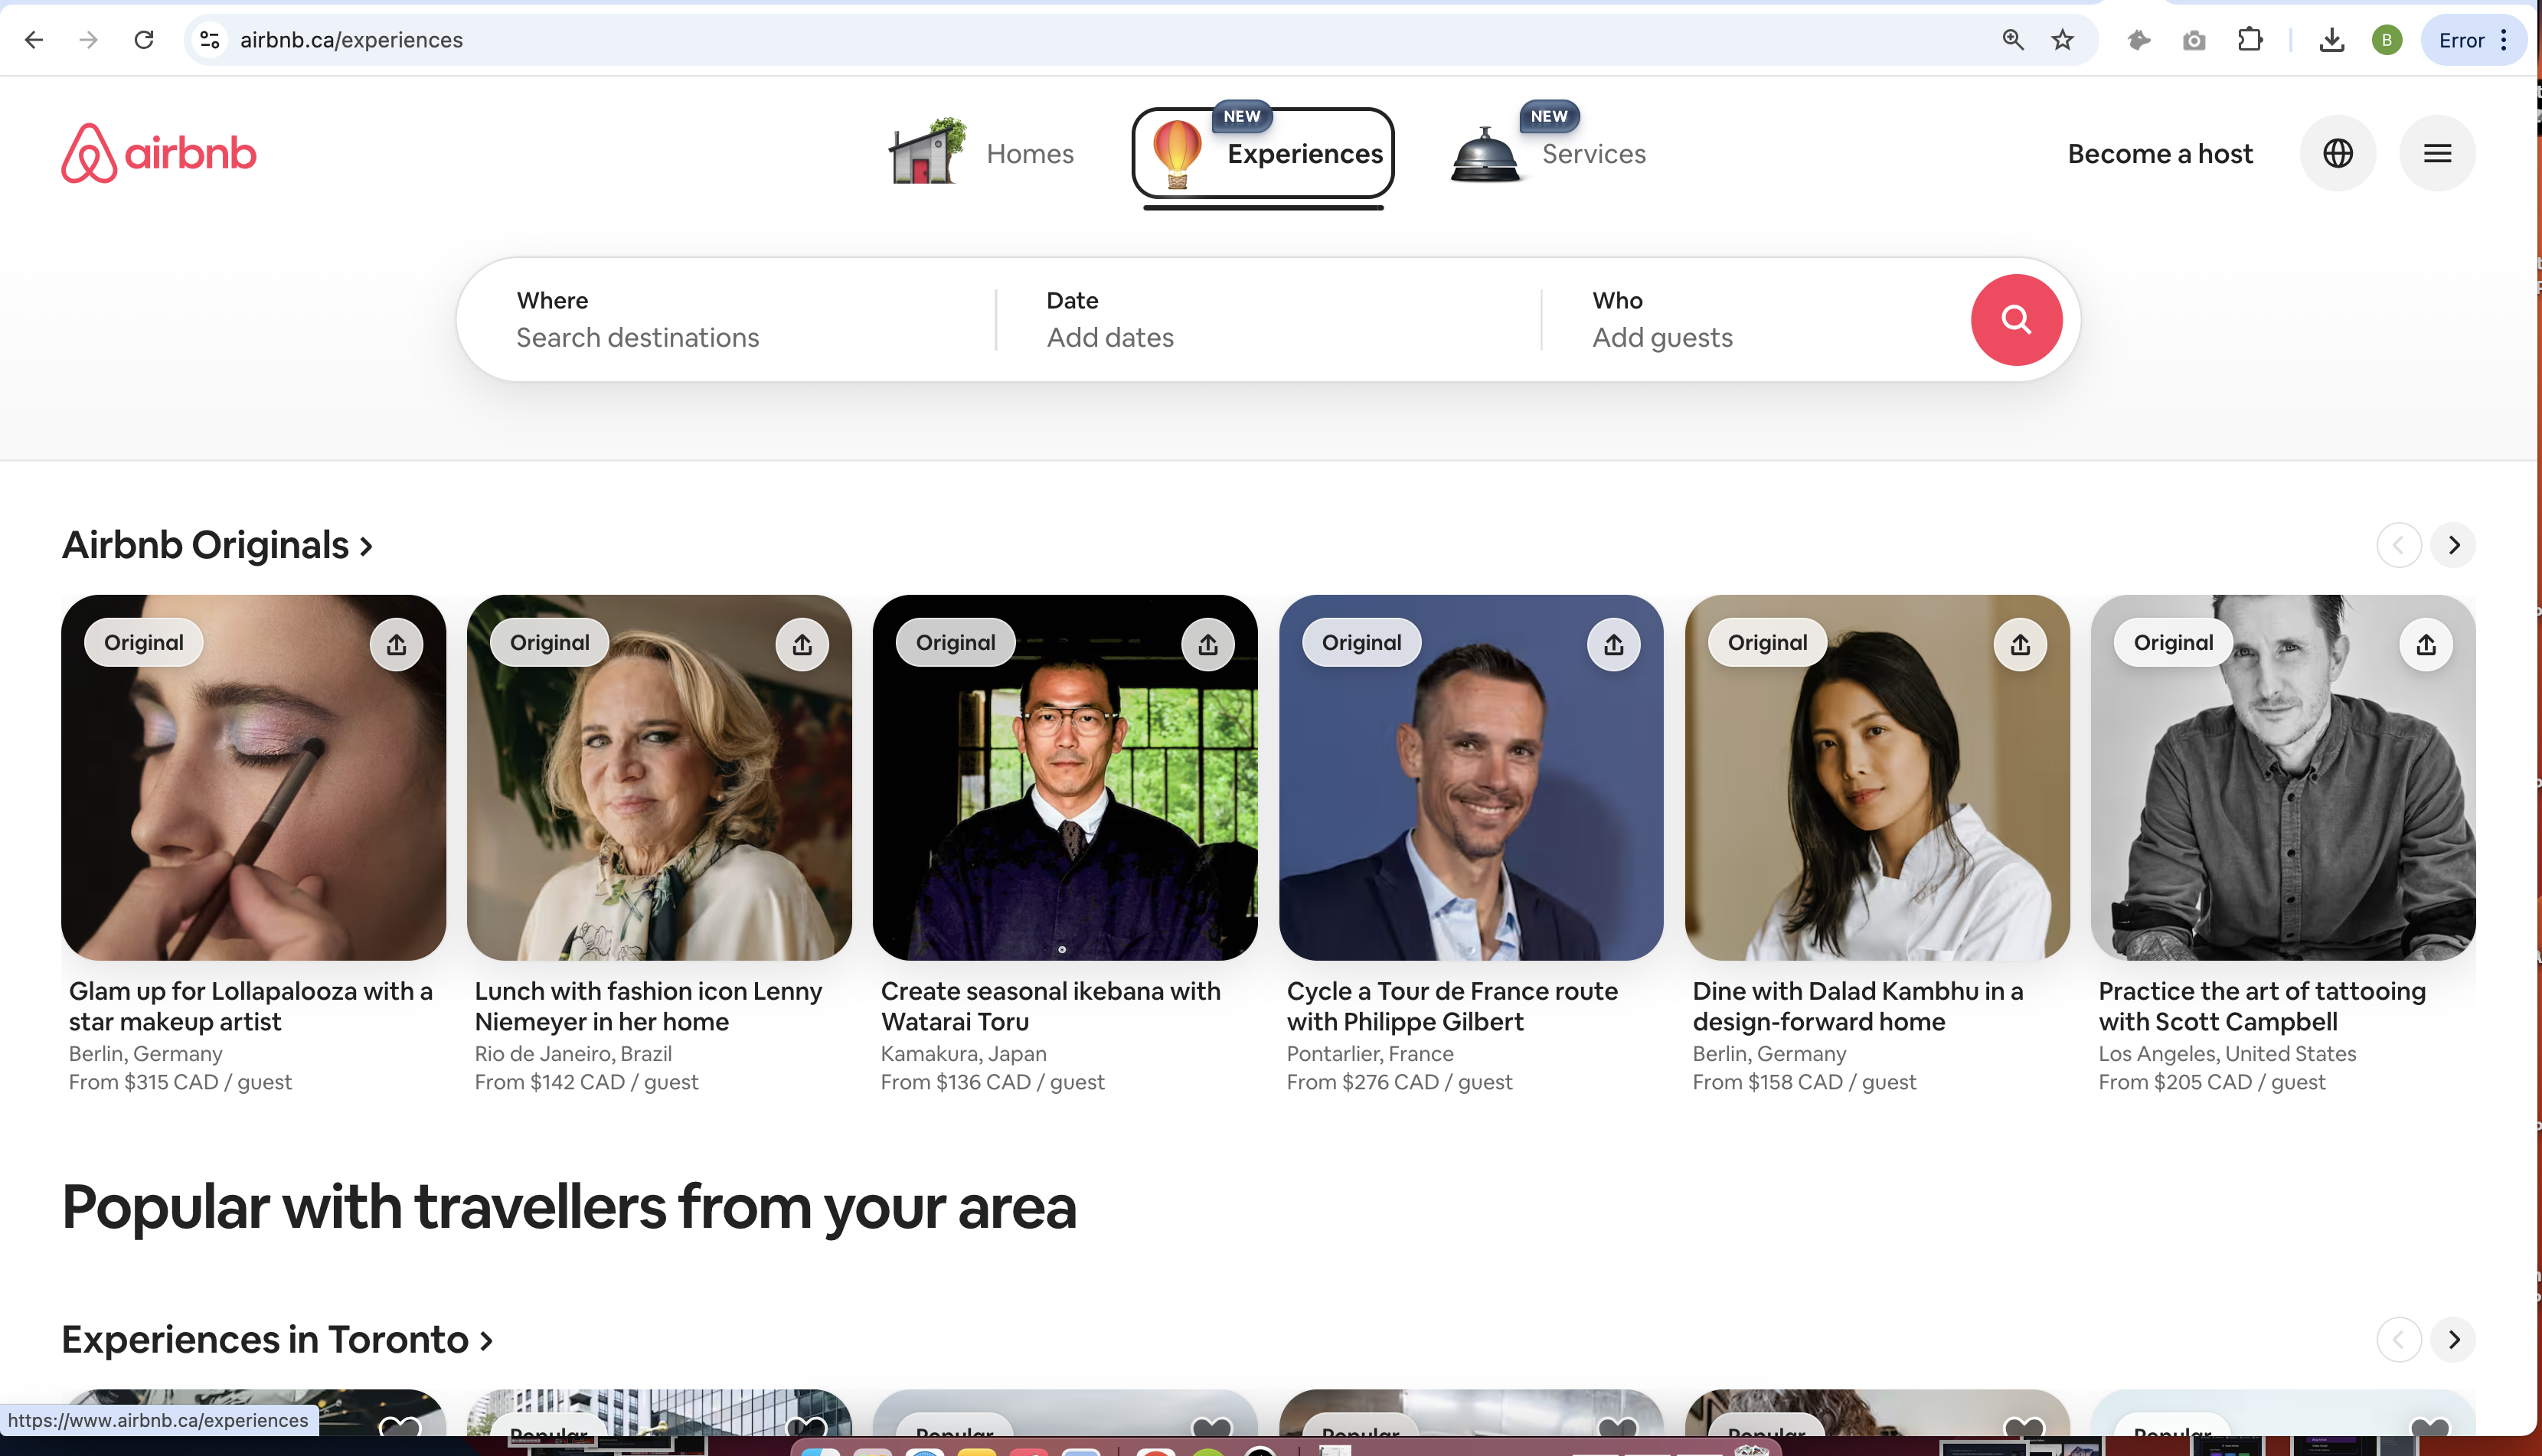 airbnb.ca/experiences
B
Error
airbnb
Homes
NEW
Experiences
NEW
Services
Become a host
Where
Search destinations
Date
Add dates
Who
Add guests
Airbnb Originals
Original
Original
Original
Original
Original
Original
Glam up for Lollapalooza with a
star makeup artist
Berlin, Germany
From $315 CAD / guest
Lunch with fashion icon Lenny
Niemeyer in her home
Rio de Janeiro, Brazil
From $142 CAD / guest
Create seasonal ikebana with
Watarai Toru
Kamakura, Japan
From $136 CAD / guest
Cycle a Tour de France route
with Philippe Gilbert
Pontarlier, France
From $276 CAD / guest
Dine with Dalad Kambhu in a
design-forward home
Berlin, Germany
From $158 CAD / guest
Practice the art of tattooing
with Scott Campbell
Los Angeles, United States
From $205 CAD / guest
Popular with travellers from your area
Experiences in Toronto
Popular
Popular
Popular
Popular
Popular
https://www.airbnb.ca/experiences